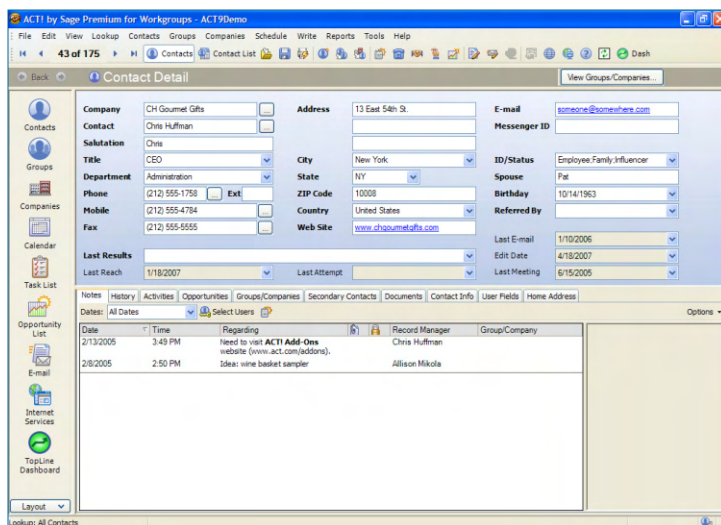 ACT! by Sage Premium for Workgroups - ACT9Demo
File Edit View Lookup Contacts Groups Companies Schedule Write Reports Tools Help
43 of 175 Contacts Contact List Dash
Back Contact Detail View Groups/Companies...
Contacts
Groups
Companies
Calendar
Task List
Opportunity
List
E-mail
Internet
Services
TopLine
Dashboard
Layout
Company CH Gourmet Gifts ... Address 13 East 54th St. E-mail someone@somewhere.com
Contact Chris Huffman ... Messenger ID
Salutation Chris
Title CEO City New York ID/Status Employee;Family;Influencer
Department Administration State NY Spouse Pat
Phone (212) 555-1758 ... Ext ZIP Code 10008 Birthday 10/14/1963
Mobile (212) 555-4784 ... Country United States Referred By
Fax (212) 555-5555 ... Web Site www.chgourmetgifts.com
Last E-mail 1/10/2006
Last Results Edit Date 4/18/2007
Last Reach 1/18/2007 Last Attempt Last Meeting 6/15/2005
Notes History Activities Opportunities Groups/Companies Secondary Contacts Documents Contact Info User Fields Home Address
Dates: All Dates Select Users Options
Date Time Regarding Record Manager Group/Company
2/13/2005 3:49 PM Need to visit ACT! Add-Ons Chris Huffman
website (www.act.com/addons).
2/8/2005 2:50 PM Idea: wine basket sampler Allison Mikola
Lookup: All Contacts